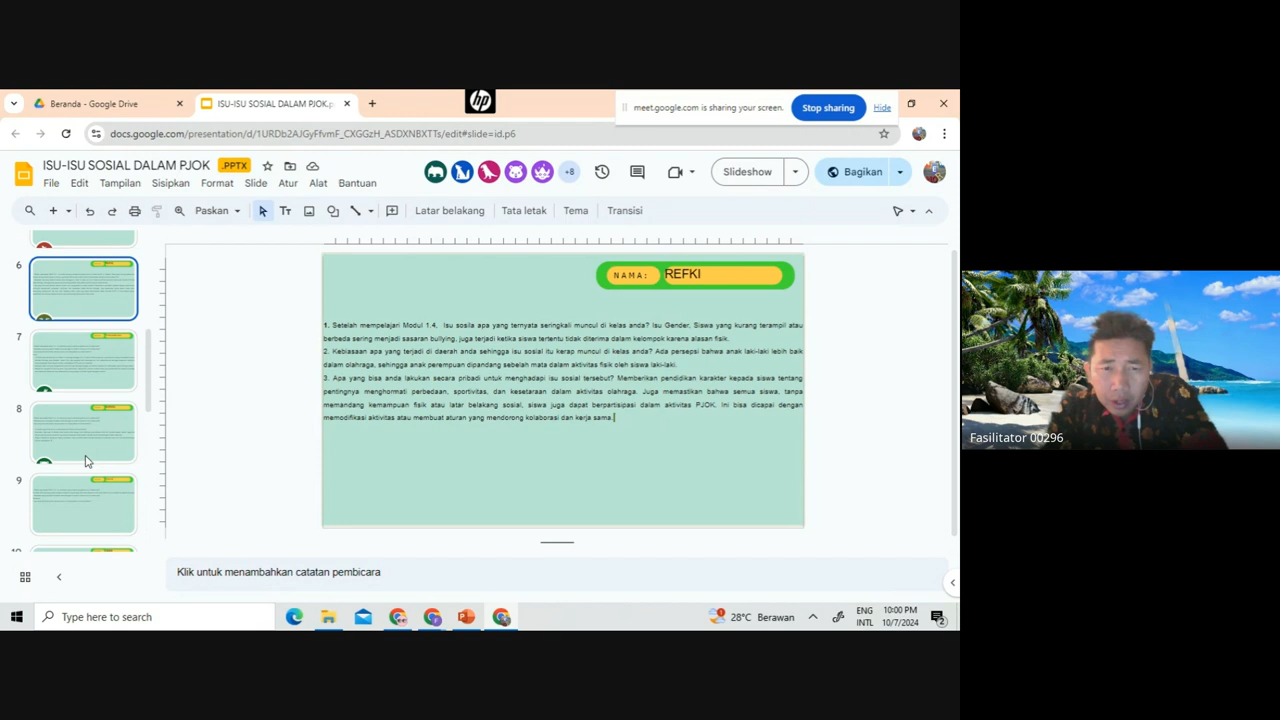 Beranda - Google Drive
ISU-ISU SOSIAL DALAM PJOK.p
hp
meet.google.com is sharing your screen.
Stop sharing
Hide
docs.google.com/presentation/d/1URDb2AJGyFfvmF_CXGGzH_ASDXNBXTTs/edit#slide=id.p6
ISU-ISU SOSIAL DALAM PJOK .PPTX
+8
Slideshow
Bagikan
File Edit Tampilan Sisipkan Format Slide Atur Alat Bantuan
Paskan
Latar belakang Tata letak Tema Transisi
6
7
8
9
NAMA: REFKI
1. Setelah mempelajari Modul 1.4, Isu sosila apa yang ternyata seringkali muncul di kelas anda? Isu Gender, Siswa yang kurang terampil atau
berbeda sering menjadi sasaran bullying, juga terjadi ketika siswa tertentu tidak diterima dalam kelompok karena alasan fisik.
2. Kebiasaan apa yang terjadi di daerah anda sehingga isu sosial itu kerap muncul di kelas anda? Ada persepsi bahwa anak laki-laki lebih baik
dalam olahraga, sehingga anak perempuan dipandang sebelah mata dalam aktivitas fisik oleh siswa laki-laki.
3. Apa yang bisa anda lakukan secara pribadi untuk menghadapi isu sosial tersebut? Memberikan pendidikan karakter kepada siswa tentang
pentingnya menghormati perbedaan, sportivitas, dan kesetaraan dalam aktivitas olahraga. Juga memastikan bahwa semua siswa, tanpa
memandang kemampuan fisik atau latar belakang sosial, siswa juga dapat berpartisipasi dalam aktivitas PJOK. Ini bisa dicapai dengan
memodifikasi aktivitas atau membuat aturan yang mendorong kolaborasi dan kerja sama.
Klik untuk menambahkan catatan pembicara
Type here to search
28°C Berawan
ENG
INTL
10:00 PM
10/7/2024
2
Fasilitator 00296